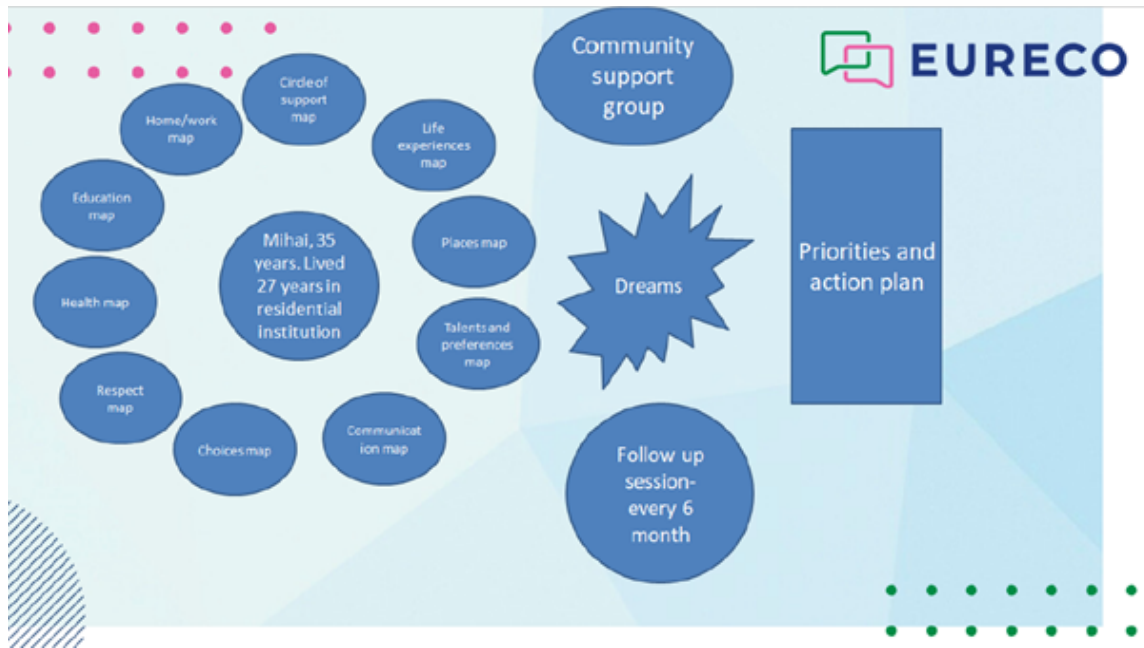 EURECO
Community
support
group
Circle of
support
map
Home/work
map
Life
experiences
map
Education
map
Places map
Mihai, 35
years. Lived
27 years in
residential
institution
Health map
Talents and
preferences
map
Respect
map
Choices map
Communicat
ion map
Dreams
Priorities and
action plan
Follow up
session-
every 6
month